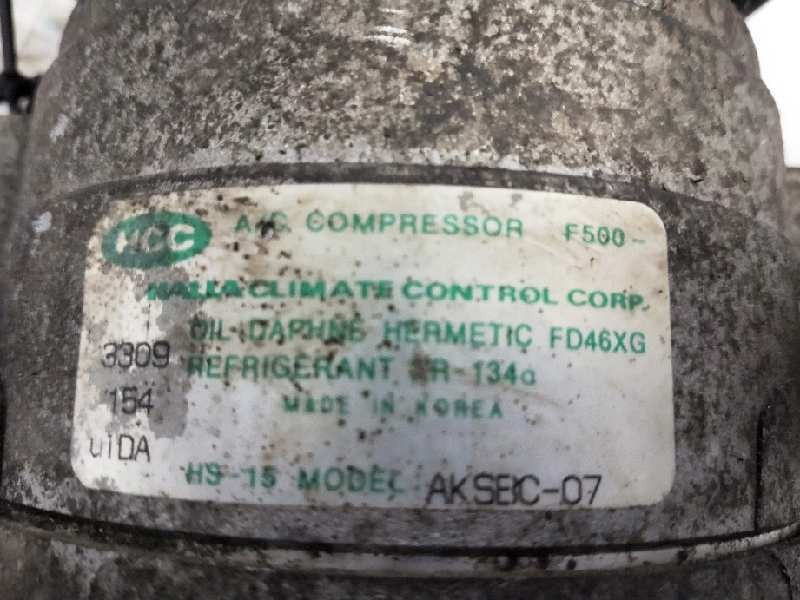 HCC A/C COMPRESSOR F500-
HALLA CLIMATE CONTROL CORP.
OIL: DAPHNE HERMETIC FD46XG
3309 REFRIGERANT : R-134a
154 MADE IN KOREA
U1DA
HS-15 MODEL: AKSBC-07